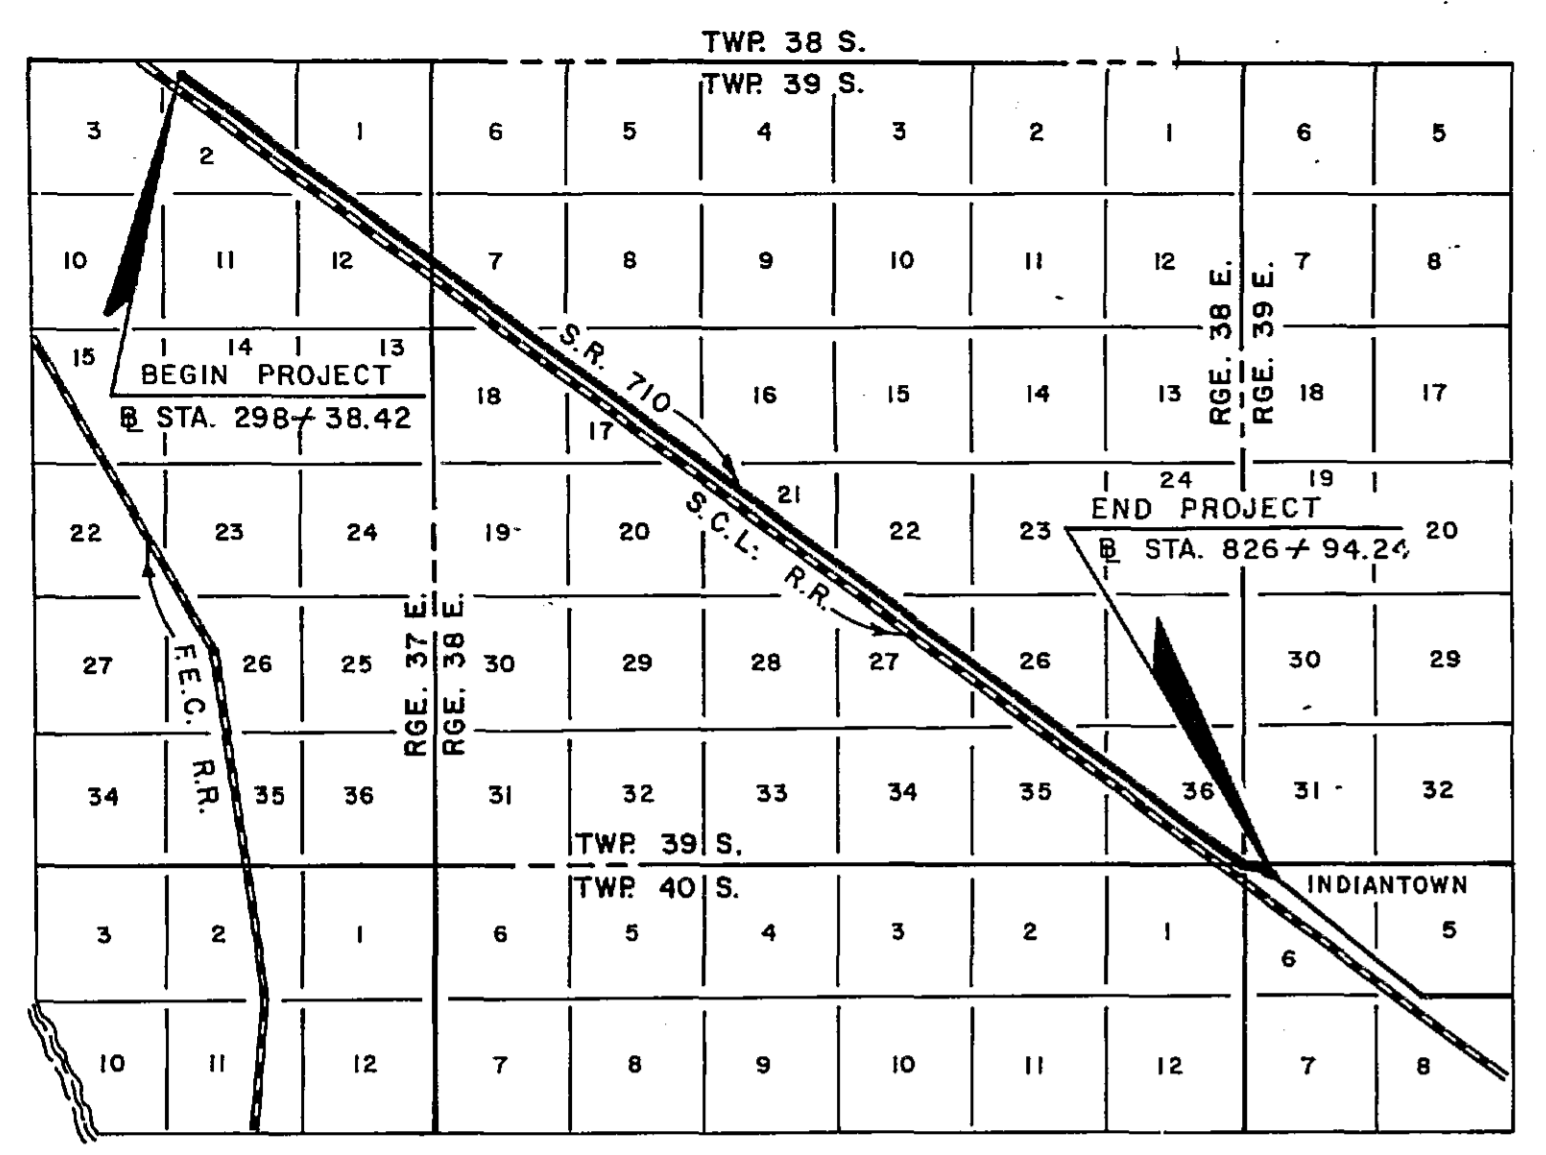 TWP. 38 S.
TWP. 39 S.
3 2 1 6 5 4 3 2 1 6 5
10 11 12 7 8 9 10 11 12 7 8
RGE. 38 E.
RGE. 39 E.
15 14 13 18 17 16 15 14 13 18 17
BEGIN PROJECT
BL STA. 298+38.42
S.R. 710
22 23 24 19 20 21 22 23 24 19 20
S.C.L. R.R.
END PROJECT
BL STA. 826+94.24
27 26 25 30 29 28 27 26 30 29
F.E.C. R.R.
RGE. 37 E.
RGE. 38 E.
34 35 36 31 32 33 34 35 36 31 32
TWP. 39 S.
TWP. 40 S.
INDIANTOWN
3 2 1 6 5 4 3 2 1 6 5
10 11 12 7 8 9 10 11 12 7 8